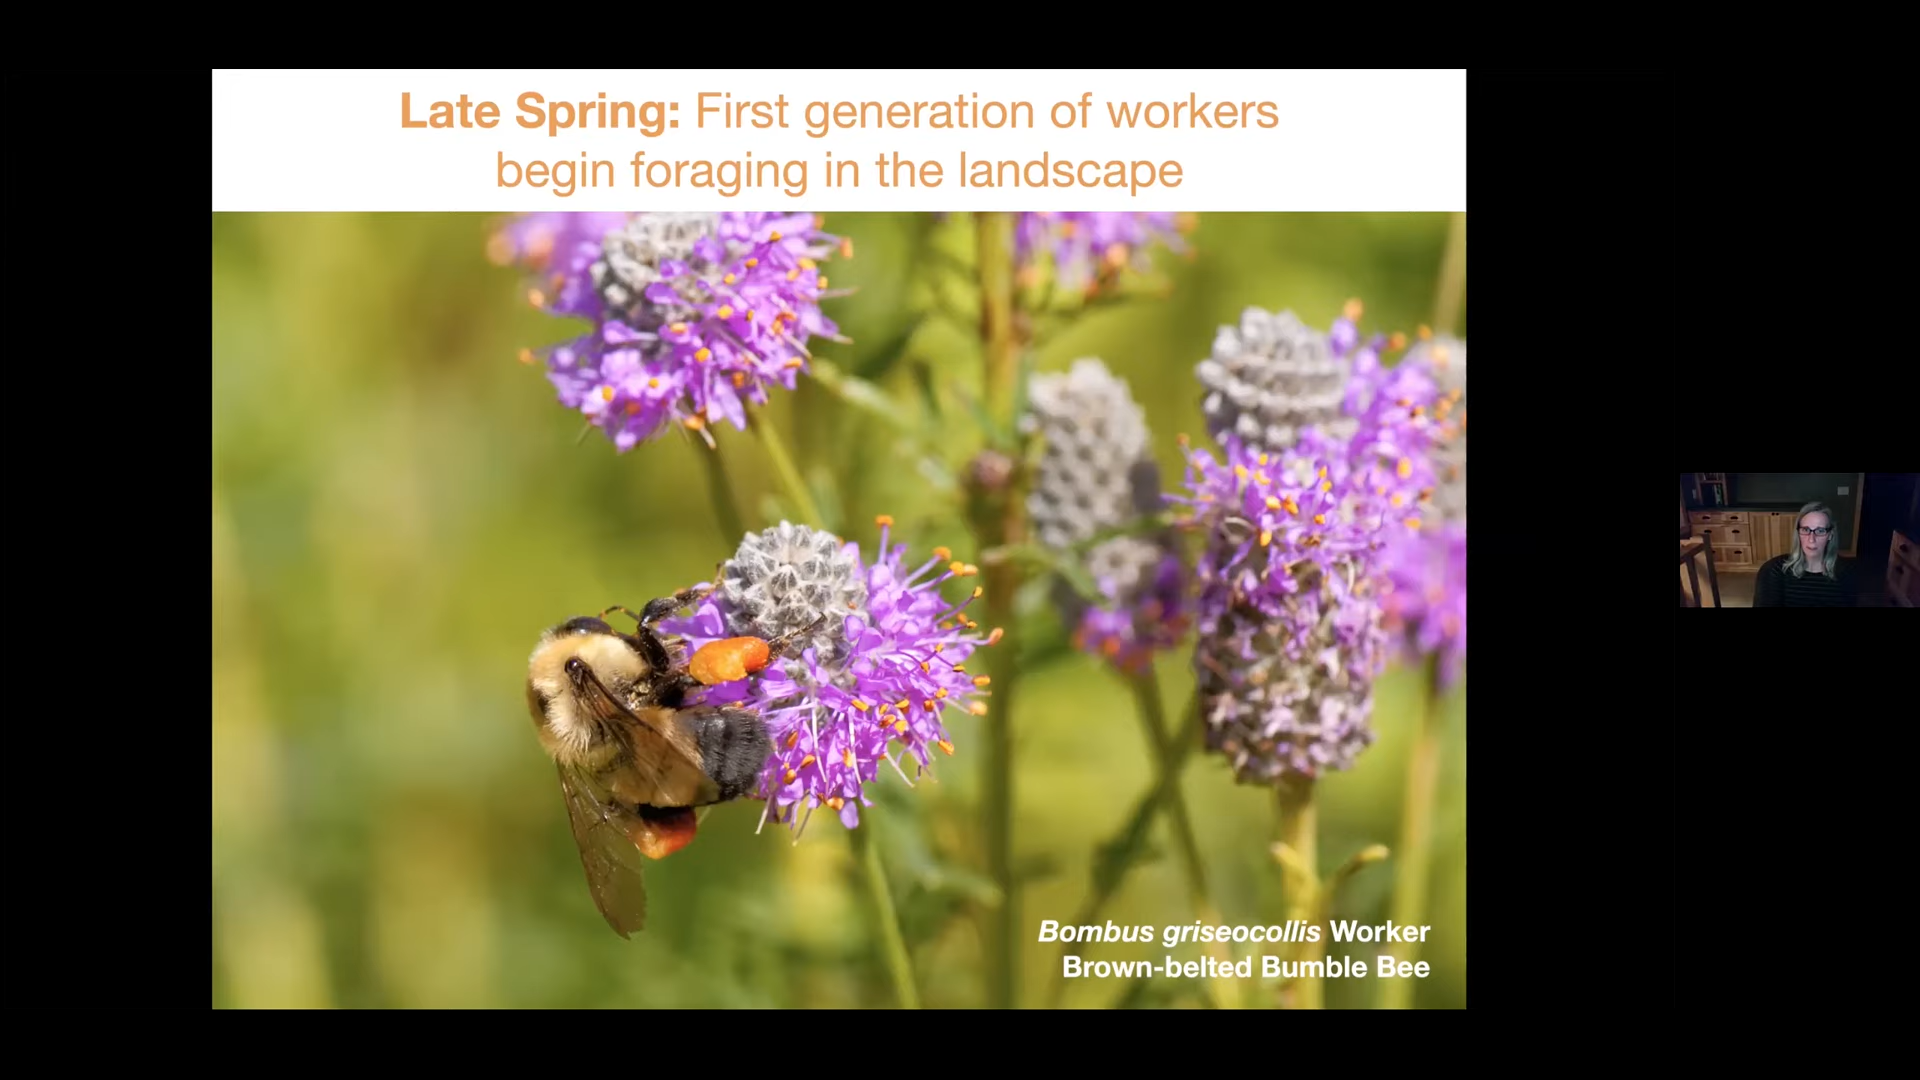 Late Spring: First generation of workers
begin foraging in the landscape
Bombus griseocollis Worker
Brown-belted Bumble Bee